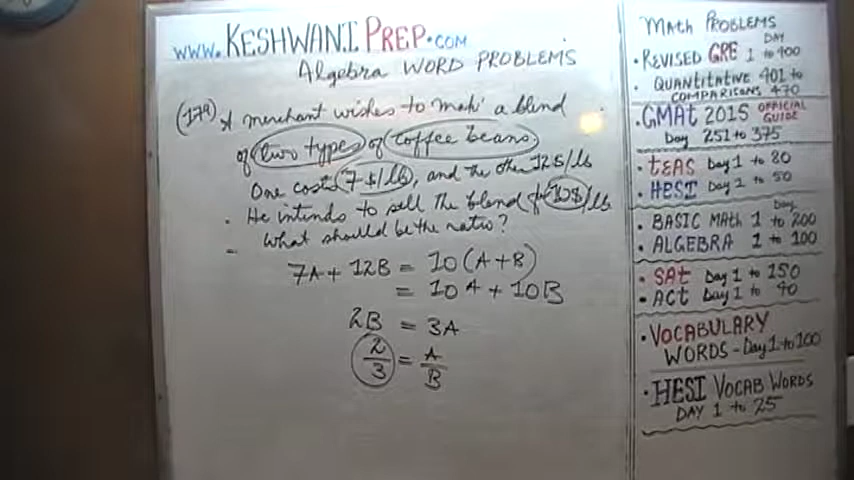 www.KESHWANI PREP.COM
Algebra WORD PROBLEMS
(179) A merchant wishes to make a blend
of two types of coffee beans
One costs 7 $/lb, and the other 12 $/lb
He intends to sell the blend for 10$/lb
What should be the ratio?
7A + 12B = 10(A+B)
= 10A + 10B
2B = 3A
2/3 = A/B
Math PROBLEMS
• REVISED GRE DAY 1 to 400
• QUANTITATIVE 401 to
COMPARISONS 470
• GMAt 2015 OFFICIAL GUIDE
Day 251 to 375
• tEAS Day 1 to 80
• HESI Day 1 to 50
Day
• BASIC Math 1 to 200
• ALGEBRA 1 to 100
• SAt Day 1 to 150
• ACt Day 1 to 40
• VOCABULARY
WORDS - Day 1 to 100
• HESI VOCAB WORDS
DAY 1 to 25